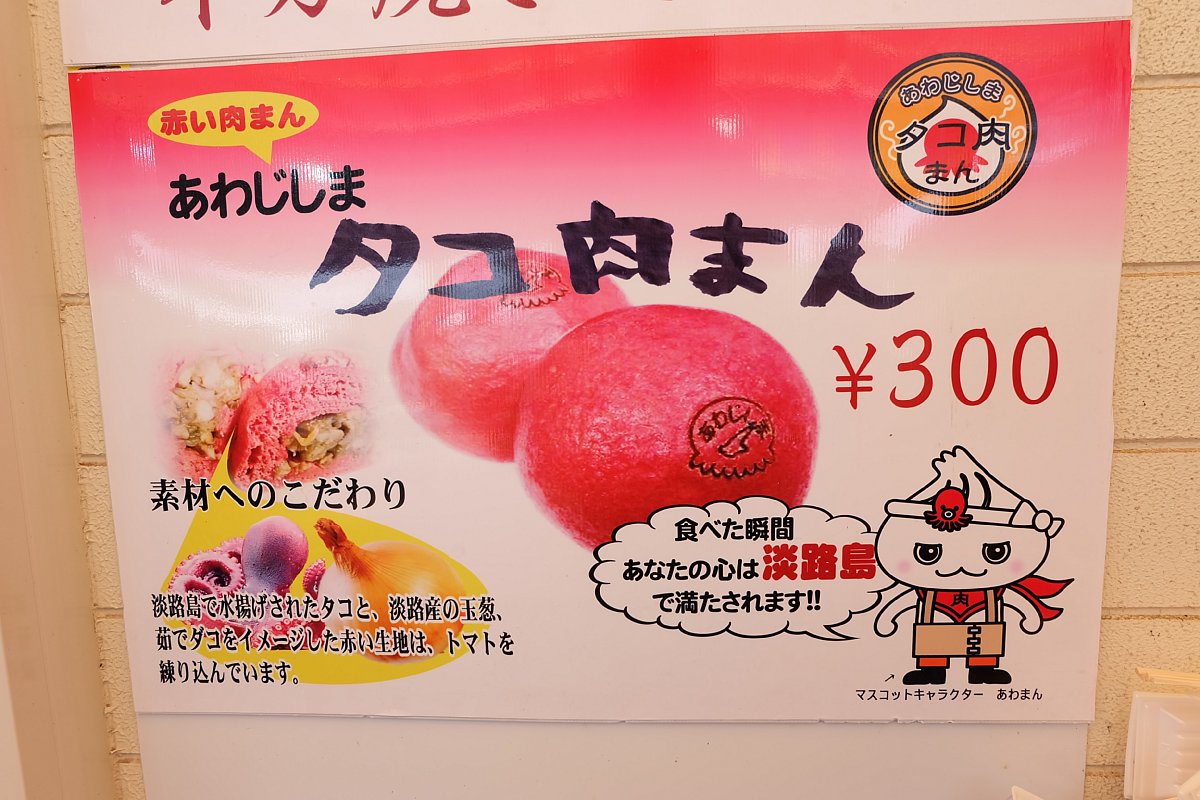 赤い肉まん
あわじしま
タコ肉まん
あわじしま
タコ肉
まん
¥300
あわじしま
素材へのこだわり
淡路島で水揚げされたタコと、淡路産の玉葱、
茹でダコをイメージした赤い生地は、トマトを
練り込んでいます。
食べた瞬間
あなたの心は淡路島
で満たされます!!
肉
マスコットキャラクター あわまん